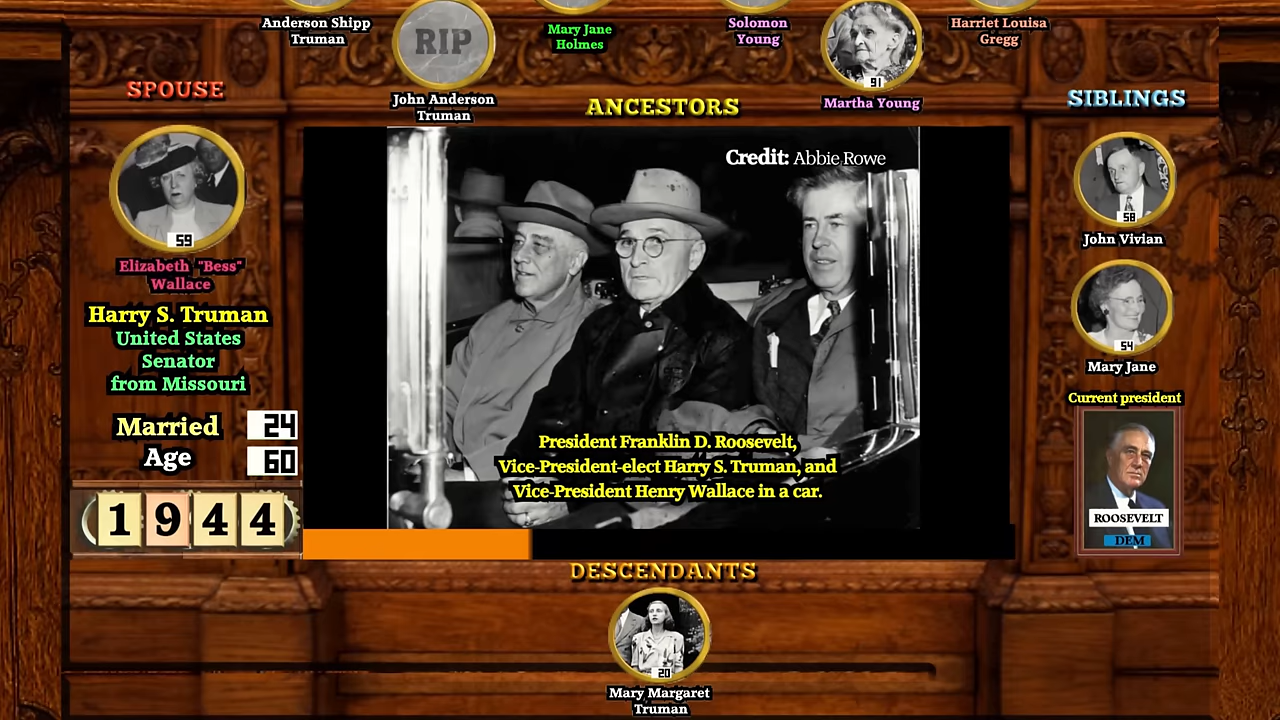 Anderson Shipp
Truman
RIP
John Anderson
Truman
Mary Jane
Holmes
Solomon
Young
91
Martha Young
Harriet Louisa
Gregg
SPOUSE
ANCESTORS
SIBLINGS
59
Elizabeth "Bess"
Wallace
Harry S. Truman
United States
Senator
from Missouri
Married 24
Age 60
1944
Credit: Abbie Rowe
President Franklin D. Roosevelt,
Vice-President-elect Harry S. Truman, and
Vice-President Henry Wallace in a car.
58
John Vivian
54
Mary Jane
Current president
ROOSEVELT
DEM
DESCENDANTS
20
Mary Margaret
Truman